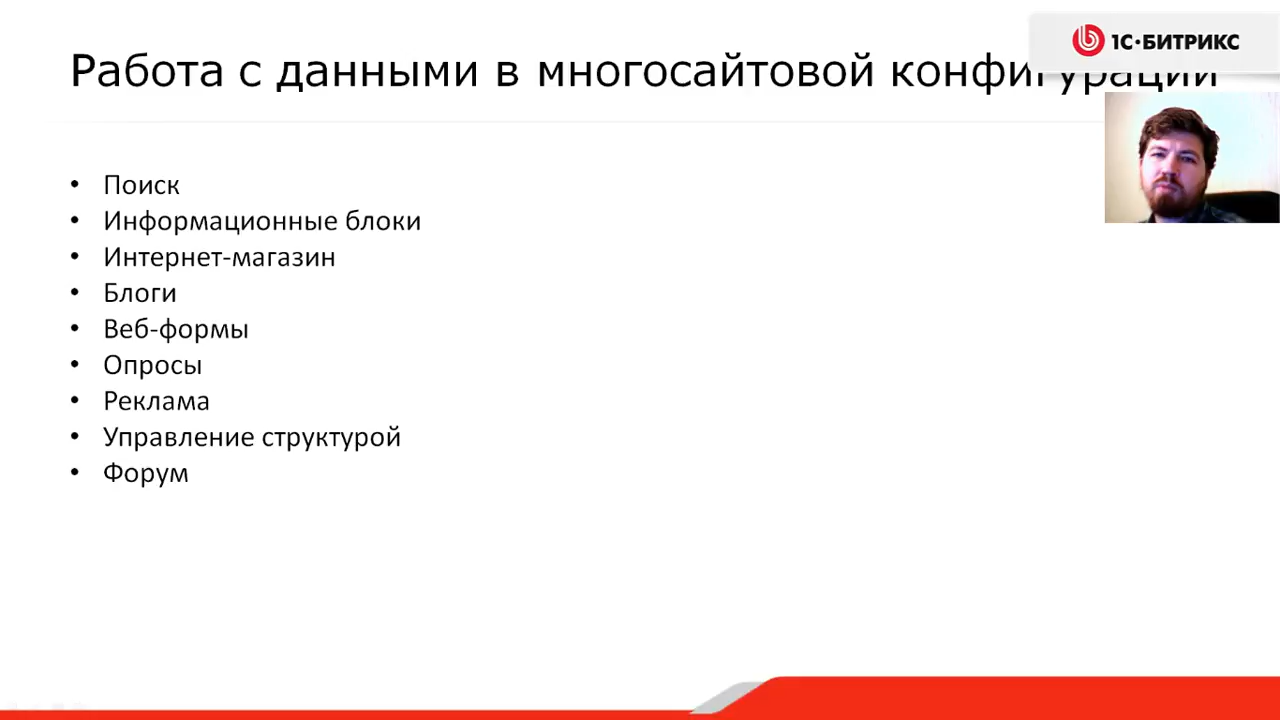 1С·БИТРИКС
Работа с данными в многосайтовой конфигурации
• Поиск
• Информационные блоки
• Интернет-магазин
• Блоги
• Веб-формы
• Опросы
• Реклама
• Управление структурой
• Форум